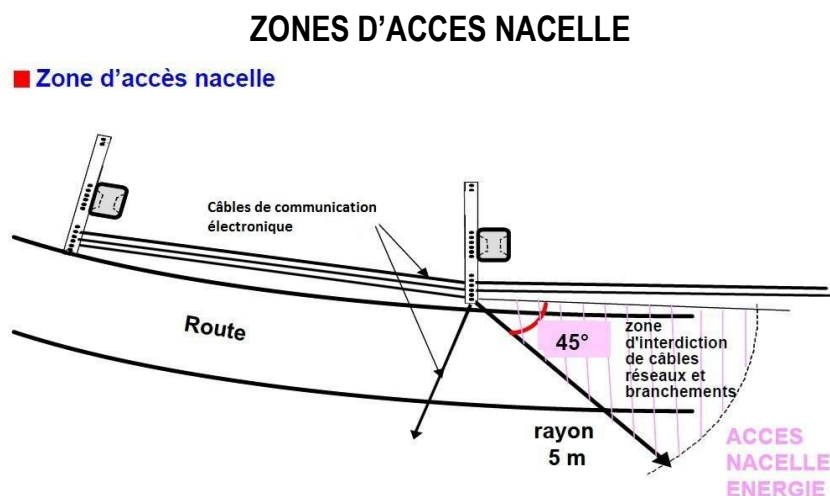 ZONES D’ACCES NACELLE
Zone d’accès nacelle
Câbles de communication
électronique
Route
45°
zone
d'interdiction
de câbles
réseaux et
branchements
rayon
5 m
ACCES
NACELLE
ENERGIE